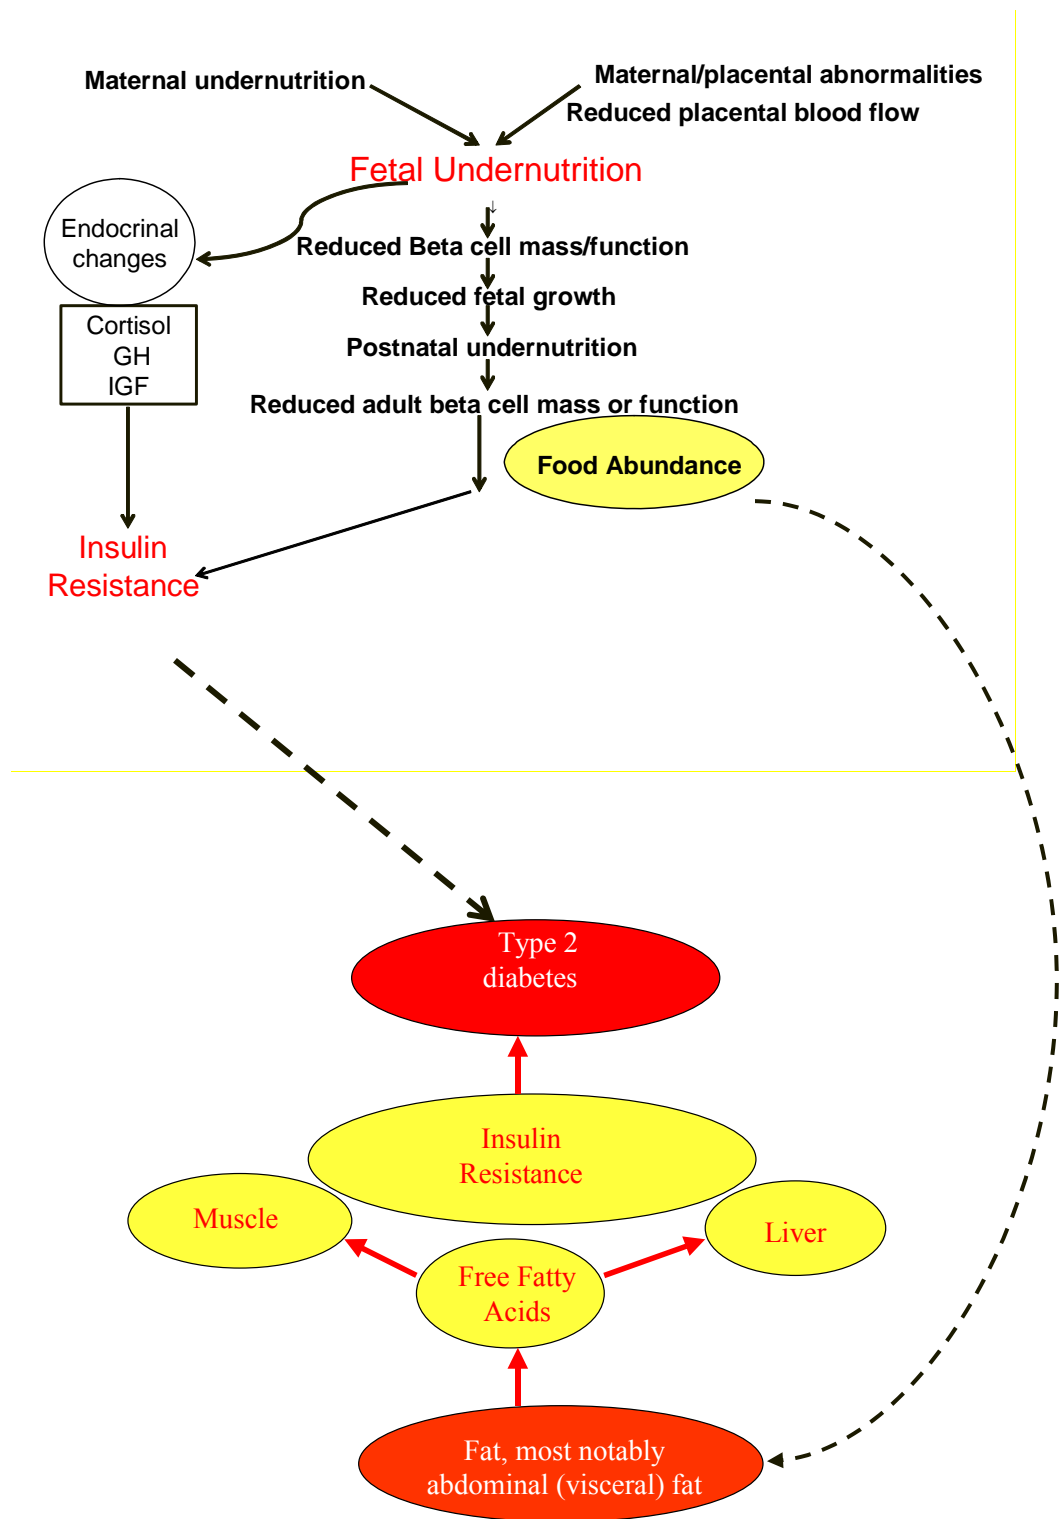 Maternal undernutrition
Maternal/placental abnormalities
Reduced placental blood flow
Fetal Undernutrition
↓
Endocrinal
changes
Reduced Beta cell mass/function
Reduced fetal growth
Cortisol
GH
IGF
Postnatal undernutrition
Reduced adult beta cell mass or function
Food Abundance
Insulin
Resistance
Type 2
diabetes
Insulin
Resistance
Muscle
Liver
Free Fatty
Acids
Fat, most notably
abdominal (visceral) fat